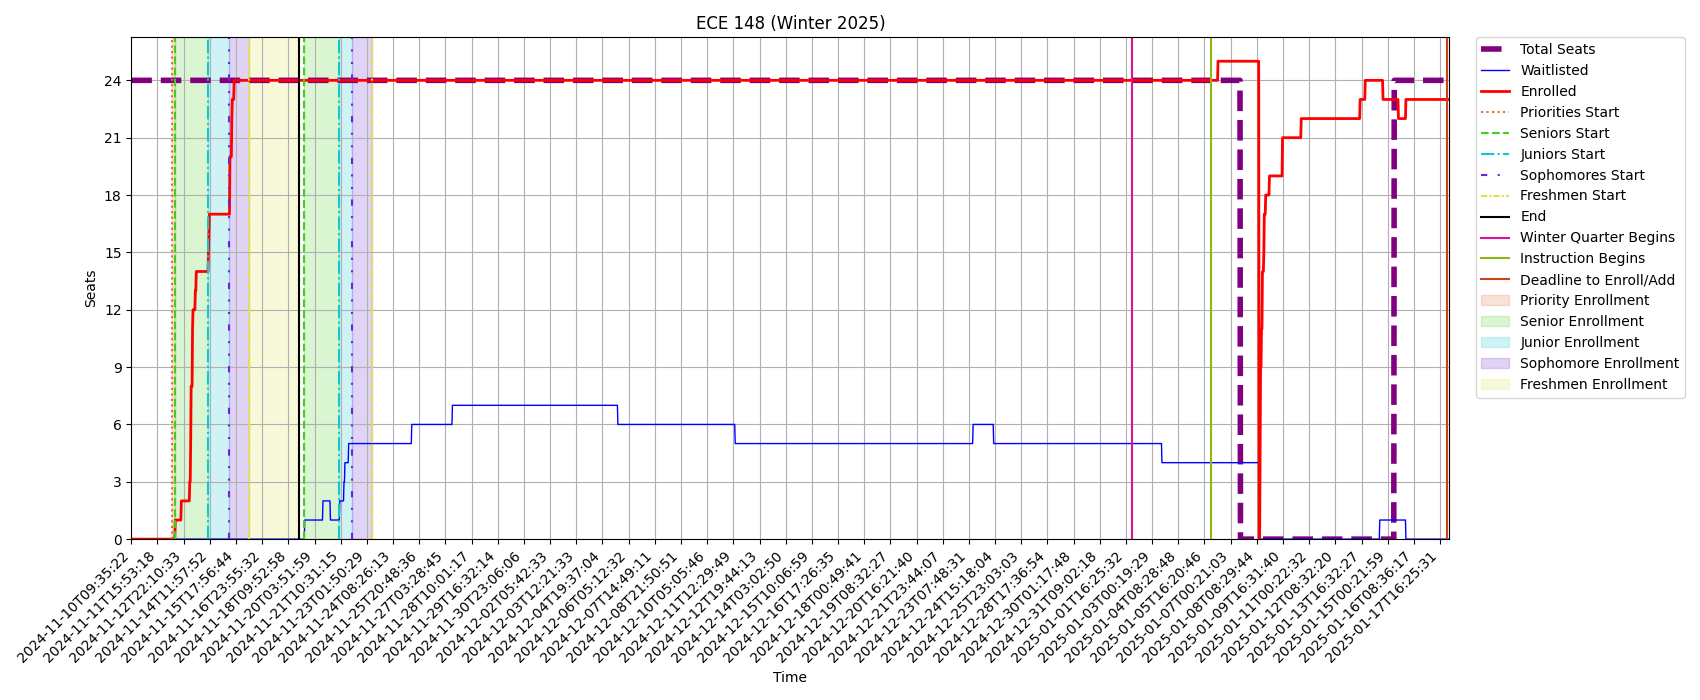 ECE 148 (Winter 2025)
Seats
24
21
18
15
12
9
6
3
0
2024-11-10T09:35:22
2024-11-11T15:53:18
2024-11-12T22:10:33
2024-11-14T11:57:52
2024-11-15T17:56:44
2024-11-16T23:55:32
2024-11-18T09:52:58
2024-11-20T03:51:59
2024-11-21T10:31:15
2024-11-23T01:50:29
2024-11-24T08:26:13
2024-11-25T20:48:36
2024-11-27T03:28:45
2024-11-28T10:01:17
2024-11-29T16:32:14
2024-11-30T23:06:06
2024-12-02T05:42:33
2024-12-03T12:21:33
2024-12-04T19:37:04
2024-12-06T05:12:32
2024-12-07T14:49:11
2024-12-08T21:50:51
2024-12-10T05:05:46
2024-12-11T12:29:49
2024-12-12T19:44:13
2024-12-14T03:02:50
2024-12-15T10:06:59
2024-12-16T17:26:35
2024-12-18T00:49:41
2024-12-19T08:32:27
2024-12-20T16:21:40
2024-12-21T23:44:07
2024-12-23T07:48:31
2024-12-24T15:18:04
2024-12-25T23:03:03
2024-12-28T17:36:54
2024-12-30T01:17:48
2024-12-31T09:02:18
2025-01-01T16:25:32
2025-01-03T00:19:29
2025-01-04T08:28:48
2025-01-05T16:20:46
2025-01-07T00:21:03
2025-01-08T08:29:44
2025-01-09T16:31:40
2025-01-11T00:22:32
2025-01-12T08:32:20
2025-01-13T16:32:27
2025-01-15T00:21:59
2025-01-16T08:36:17
2025-01-17T16:25:31
Time
Total Seats
Waitlisted
Enrolled
Priorities Start
Seniors Start
Juniors Start
Sophomores Start
Freshmen Start
End
Winter Quarter Begins
Instruction Begins
Deadline to Enroll/Add
Priority Enrollment
Senior Enrollment
Junior Enrollment
Sophomore Enrollment
Freshmen Enrollment